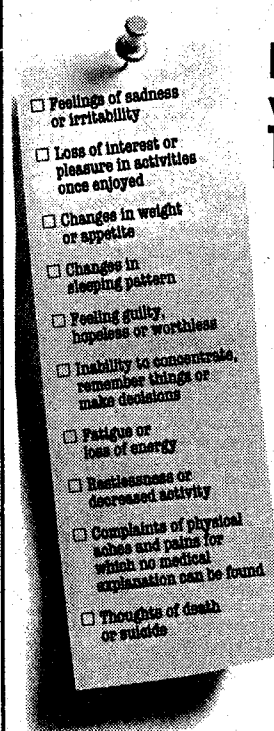 ☐ Feelings of sadness
or irritability
☐ Loss of interest or
pleasure in activities
once enjoyed
☐ Changes in weight
or appetite
☐ Changes in
sleeping pattern
☐ Feeling guilty,
hopeless or worthless
☐ Inability to concentrate,
remember things or
make decisions
☐ Fatigue or
loss of energy
☐ Restlessness or
decreased activity
☐ Complaints of physical
aches and pains for
which no medical
explanation can be found
☐ Thoughts of death
or suicide